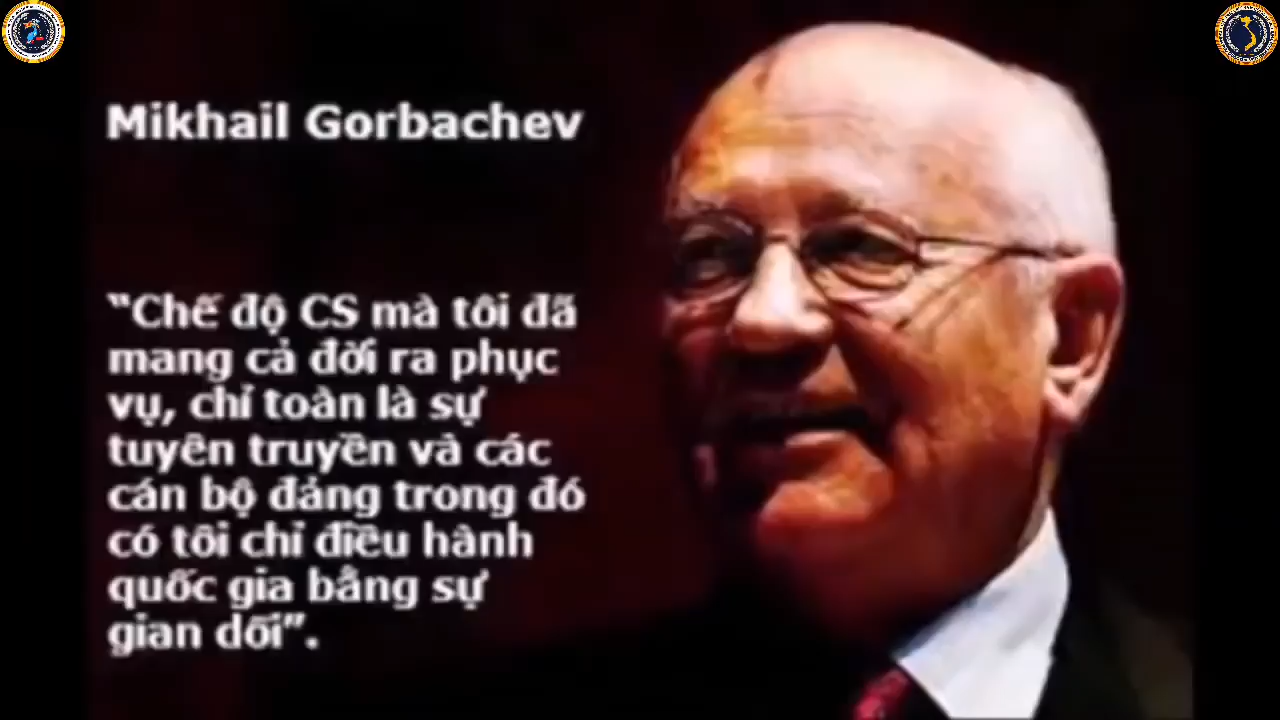 Mikhail Gorbachev
“Chế độ CS mà tôi đã
mang cả đời ra phục
vụ, chỉ toàn là sự
tuyên truyền và các
cán bộ đảng trong đó
có tôi chỉ điều hành
quốc gia bằng sự
gian dối”.